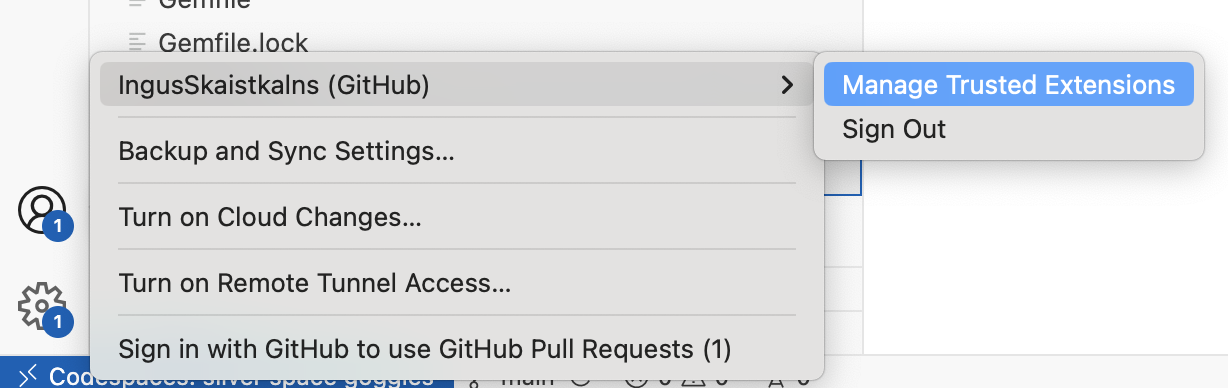 Gemfile
Gemfile.lock
IngusSkaistkalns (GitHub)
Manage Trusted Extensions
Sign Out
Backup and Sync Settings...
1
Turn on Cloud Changes...
Turn on Remote Tunnel Access...
1
Sign in with GitHub to use GitHub Pull Requests (1)
Codespaces: silver space goggles
main 0 0 0